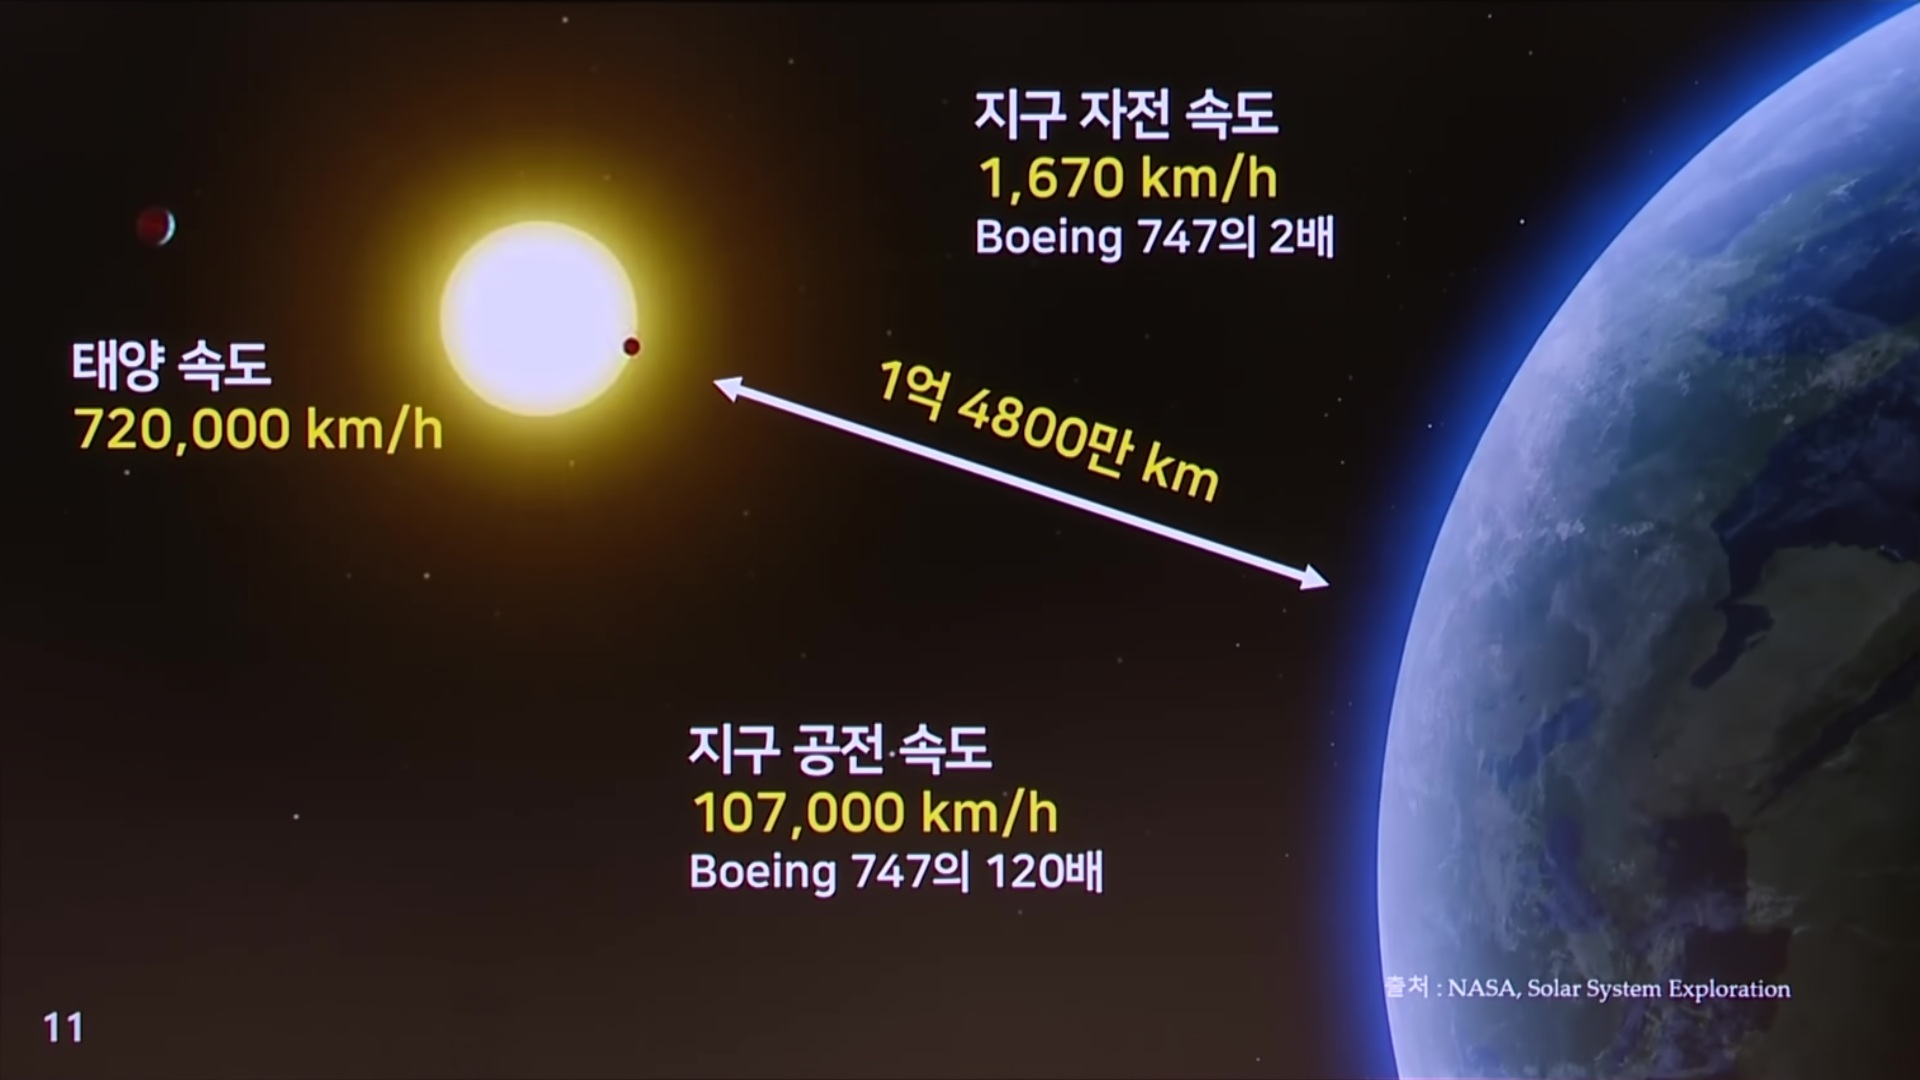 지구 자전 속도
1,670 km/h
Boeing 747의 2배
태양 속도
720,000 km/h
1억 4800만 km
지구 공전 속도
107,000 km/h
Boeing 747의 120배
출처 : NASA, Solar System Exploration
11